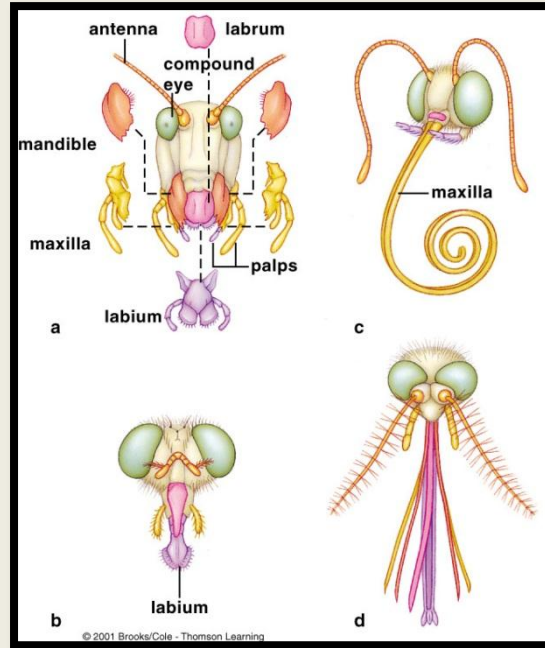 antenna
labrum
compound
eye
mandible
maxilla
palps
labium
a
maxilla
c
labium
b
d
© 2001 Brooks/Cole - Thomson Learning